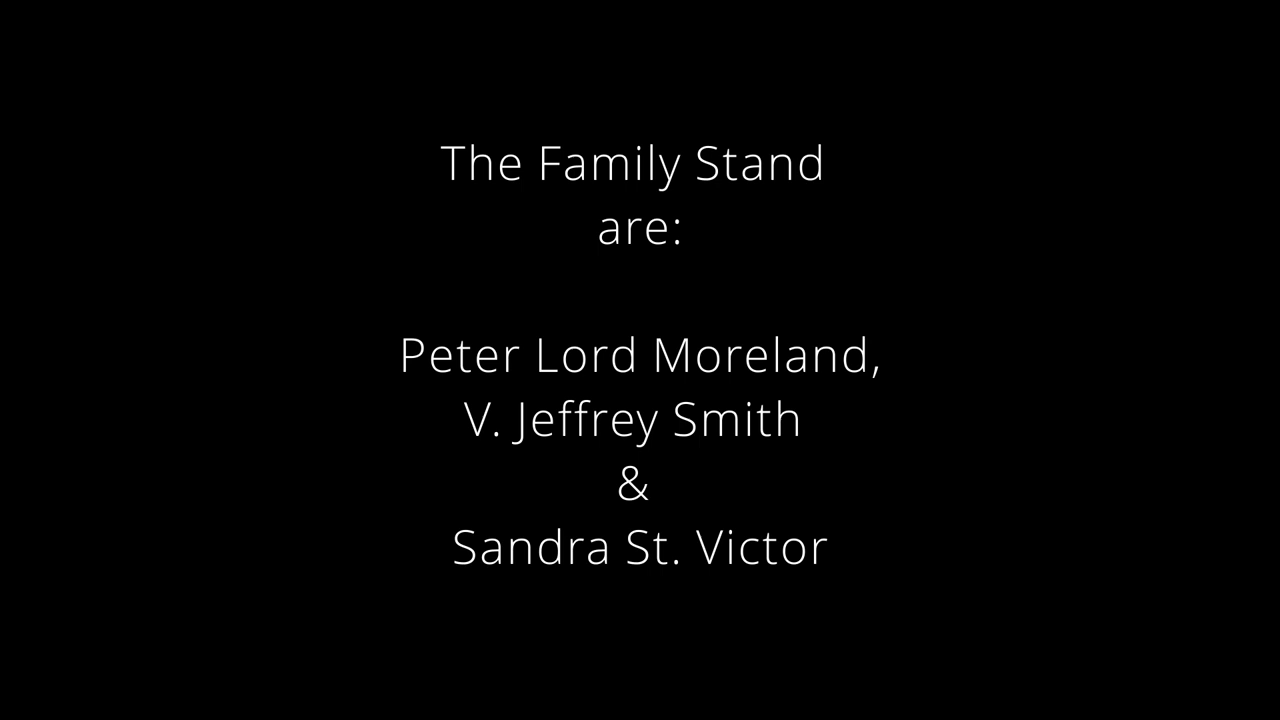 The Family Stand
are:
Peter Lord Moreland,
V. Jeffrey Smith
&
Sandra St. Victor